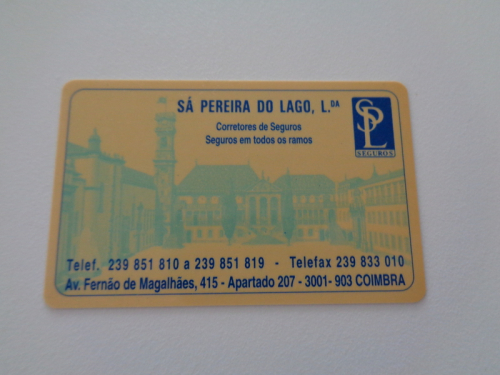 SÁ PEREIRA DO LAGO, L.DA
Corretores de Seguros
Seguros em todos os ramos
SPL
SEGUROS
Telef. 239 851 810 a 239 851 819 - Telefax 239 833 010
Av. Fernão de Magalhães, 415 - Apartado 207 - 3001- 903 COIMBRA